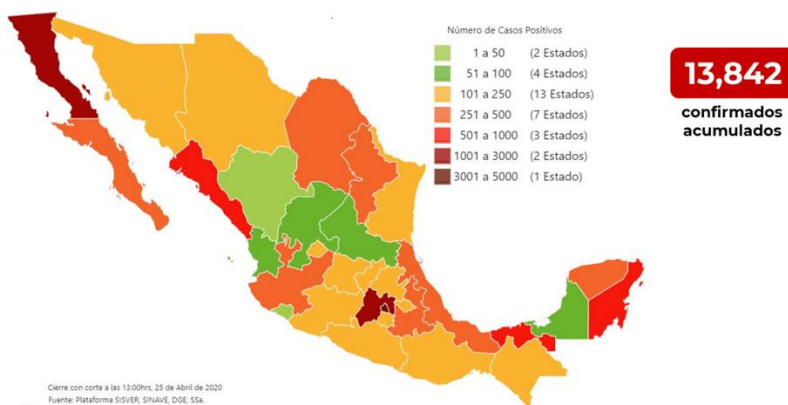 Número de Casos Positivos
1 a 50 (2 Estados)
51 a 100 (4 Estados)
101 a 250 (13 Estados)
251 a 500 (7 Estados)
501 a 1000 (3 Estados)
1001 a 3000 (2 Estados)
3001 a 5000 (1 Estado)
13,842
confirmados
acumulados
Cierre con corte a las 13:00hrs, 25 de Abril de 2020
Fuente: Plataforma SISVER, SINAVE, DGE, SSa.